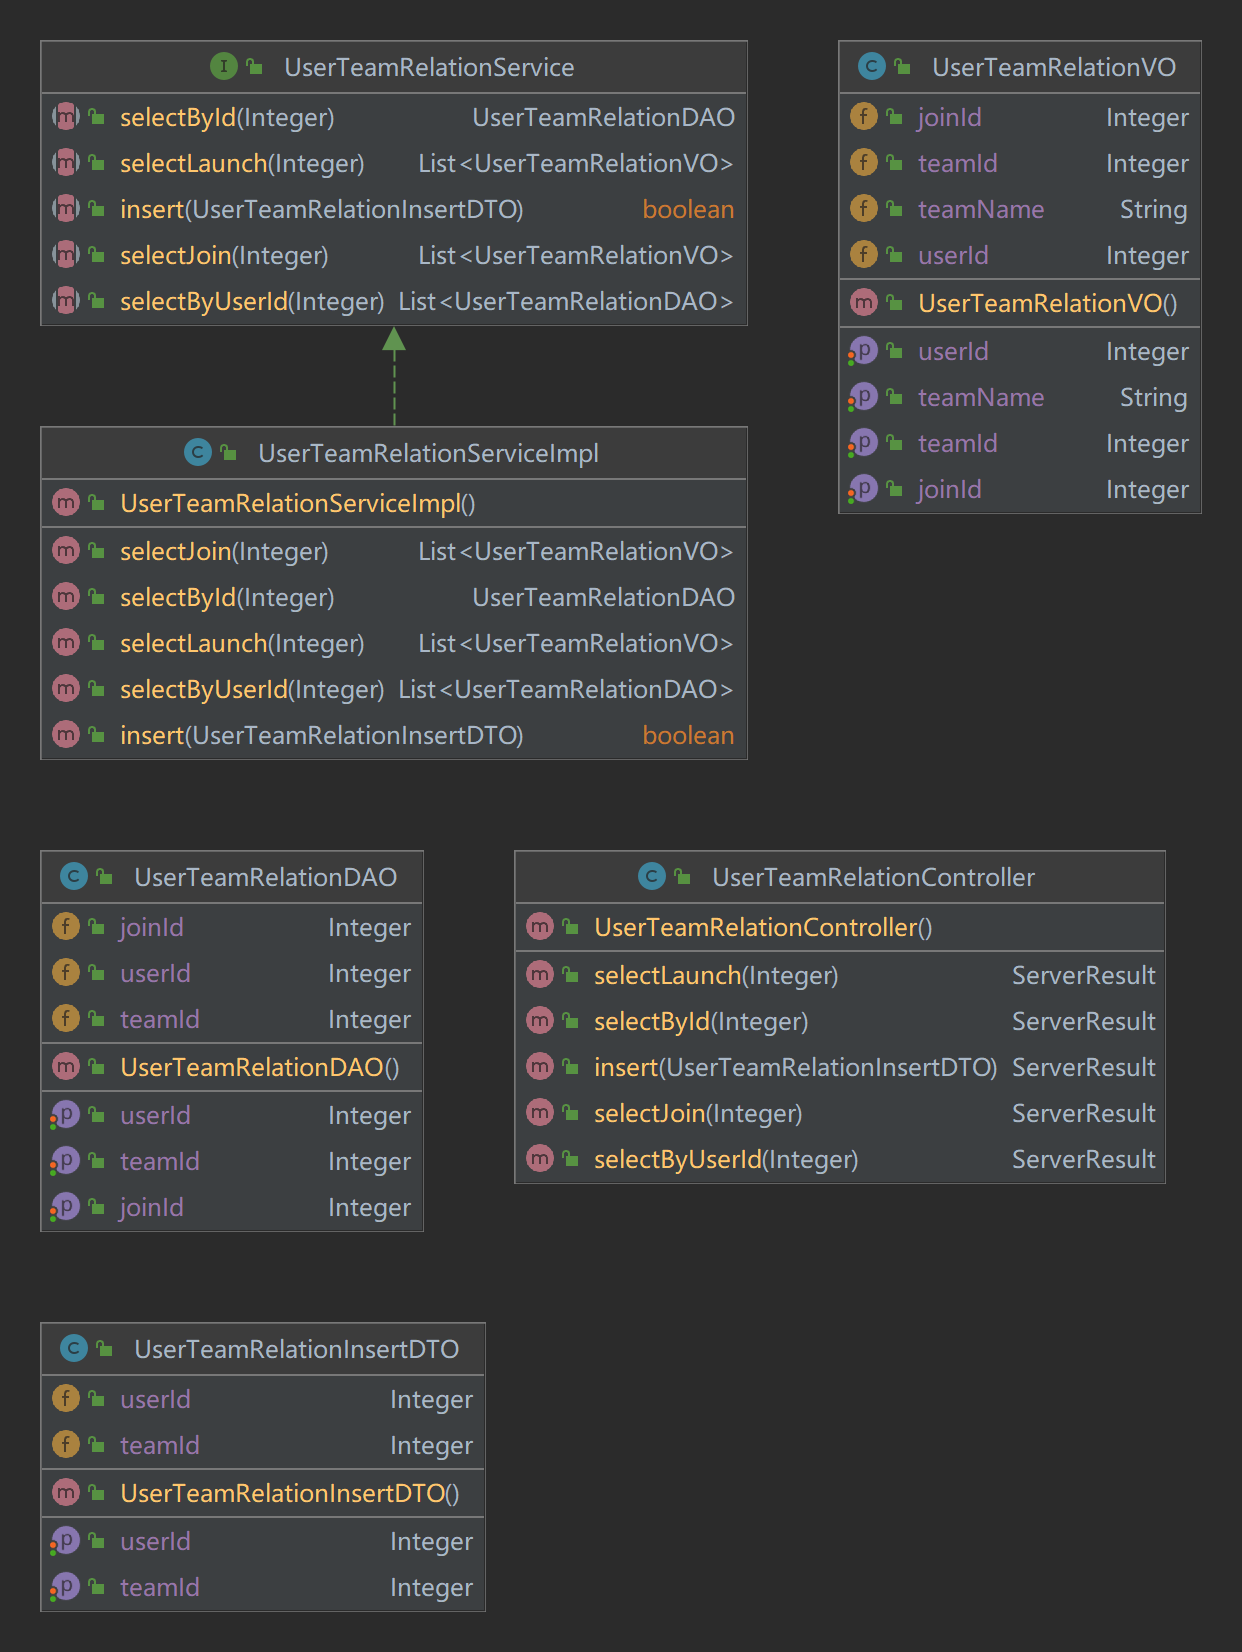 UserTeamRelationService
selectById(Integer) UserTeamRelationDAO
selectLaunch(Integer) List<UserTeamRelationVO>
insert(UserTeamRelationInsertDTO) boolean
selectJoin(Integer) List<UserTeamRelationVO>
selectByUserId(Integer) List<UserTeamRelationDAO>
UserTeamRelationVO
joinId Integer
teamId Integer
teamName String
userId Integer
UserTeamRelationVO()
userId Integer
teamName String
teamId Integer
joinId Integer
UserTeamRelationServiceImpl
UserTeamRelationServiceImpl()
selectJoin(Integer) List<UserTeamRelationVO>
selectById(Integer) UserTeamRelationDAO
selectLaunch(Integer) List<UserTeamRelationVO>
selectByUserId(Integer) List<UserTeamRelationDAO>
insert(UserTeamRelationInsertDTO) boolean
UserTeamRelationDAO
joinId Integer
userId Integer
teamId Integer
UserTeamRelationDAO()
userId Integer
teamId Integer
joinId Integer
UserTeamRelationController
UserTeamRelationController()
selectLaunch(Integer) ServerResult
selectById(Integer) ServerResult
insert(UserTeamRelationInsertDTO) ServerResult
selectJoin(Integer) ServerResult
selectByUserId(Integer) ServerResult
UserTeamRelationInsertDTO
userId Integer
teamId Integer
UserTeamRelationInsertDTO()
userId Integer
teamId Integer